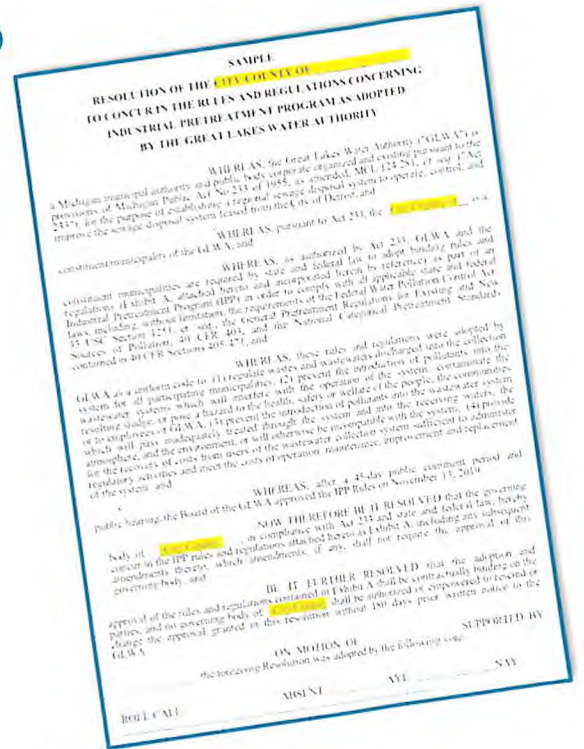 SAMPLE
RESOLUTION OF THE CITY/COUNTY OF
TO CONCUR IN THE RULES AND REGULATIONS CONCERNING
INDUSTRIAL PRETREATMENT PROGRAM AS ADOPTED
BY THE GREAT LAKES WATER AUTHORITY
WHEREAS, the Great Lakes Water Authority ("GLWA") is
a Michigan municipal authority and public body corporate organized and existing pursuant to the
provisions of Michigan Public Act No 233 of 1955, as amended, MCL 124.281, et seq. ("Act
233"), for the purpose of establishing a regional sewage disposal system to operate, control, and
improve the sewage disposal system leased from the City of Detroit, and
WHEREAS, pursuant to Act 233, the is a
constituent municipality of the GLWA, and
WHEREAS, as authorized by Act 233, GLWA and the
constituent municipalities are required by state and federal law to adopt binding rules and
regulations (Exhibit A, attached hereto and incorporated herein by reference) as part of an
Industrial Pretreatment Program (IPP) in order to comply with all applicable state and federal
laws, including, without limitation, the requirements of the Federal Water Pollution Control Act,
33 USC Section 1251, et seq., the General Pretreatment Regulations for Existing and New
Sources of Pollution, 40 CFR 403, and the National Categorical Pretreatment Standards
contained in 40 CFR Sections 405-471, and
WHEREAS, these rules and regulations were adopted by
GLWA as a uniform code to (1) regulate wastes and wastewaters discharged into the collection
system for all participating municipalities, (2) prevent the introduction of pollutants into the
wastewater systems which will interfere with the operation of the system, contaminate the
resulting sludge, or pose a hazard to the health, safety or welfare of the people, the communities
or to employees of GLWA, (3) prevent the introduction of pollutants into the wastewater system
which will pass inadequately treated through the system and into the receiving waters, the
atmosphere, and the environment, or will otherwise be incompatible with the system, (4) provide
for the recovery of costs from users of the wastewater collection system sufficient to administer
regulatory activities and meet the costs of operation, maintenance, improvement and replacement
of the system, and
WHEREAS, after a 45-day public comment period and
public hearing, the Board of the GLWA approved the IPP Rules on November 13, 2019
NOW THEREFORE BE IT RESOLVED that the governing
body of City/County, in compliance with Act 233 and state and federal law, hereby
concur in the IPP rules and regulations attached hereto as Exhibit A, including any subsequent
amendments thereto, which amendments, if any, shall not require the approval of this
governing body, and
BE IT FURTHER RESOLVED that the adoption and
approval of the rules and regulations contained in Exhibit A shall be contractually binding on the
parties, and no governing body of City/County shall be authorized or empowered to rescind or
change the approval granted in this resolution without 180 days prior written notice to the
GLWA
ON MOTION OF SUPPORTED BY
the foregoing Resolution was adopted by the following vote
ABSENT AYE NAY
ROLL CALL